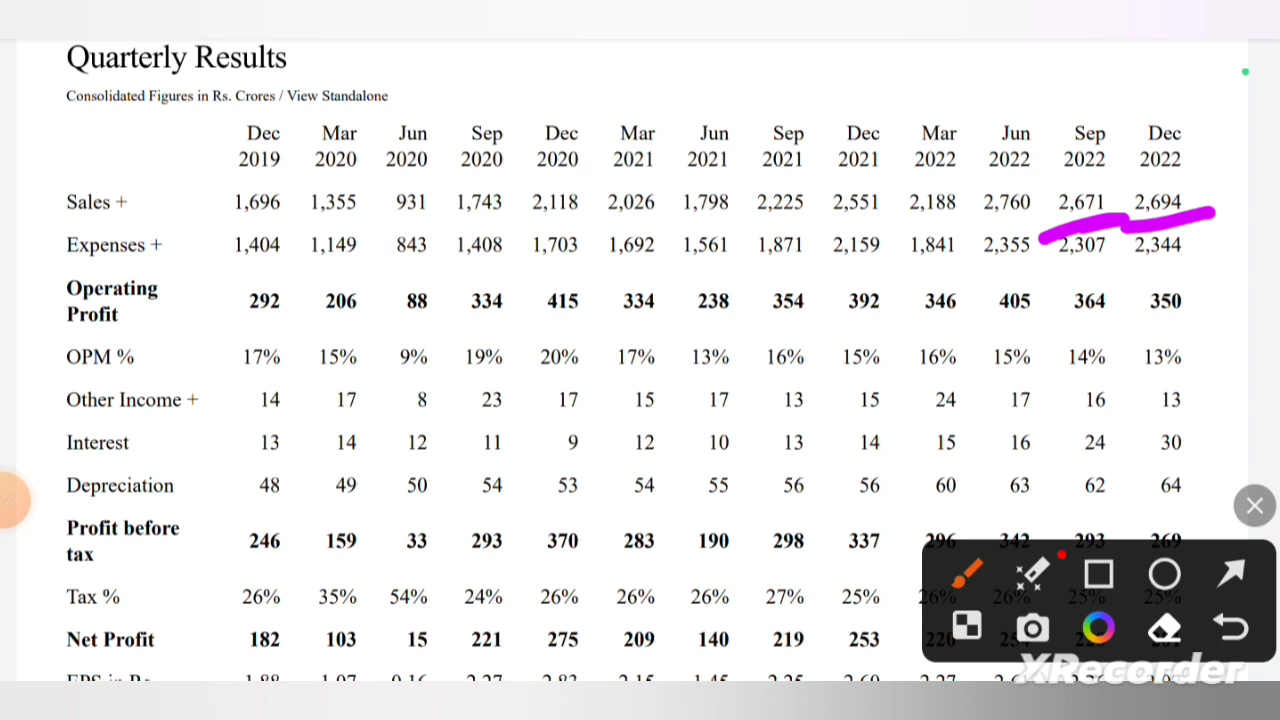 Quarterly Results
Consolidated Figures in Rs. Crores / View Standalone
Dec Mar Jun Sep Dec Mar Jun Sep Dec Mar Jun Sep Dec
2019 2020 2020 2020 2020 2021 2021 2021 2021 2022 2022 2022 2022
Sales + 1,696 1,355 931 1,743 2,118 2,026 1,798 2,225 2,551 2,188 2,760 2,671 2,694
Expenses + 1,404 1,149 843 1,408 1,703 1,692 1,561 1,871 2,159 1,841 2,355 2,307 2,344
Operating
Profit 292 206 88 334 415 334 238 354 392 346 405 364 350
OPM % 17% 15% 9% 19% 20% 17% 13% 16% 15% 16% 15% 14% 13%
Other Income + 14 17 8 23 17 15 17 13 15 24 17 16 13
Interest 13 14 12 11 9 12 10 13 14 15 16 24 30
Depreciation 48 49 50 54 53 54 55 56 56 60 63 62 64
Profit before
tax 246 159 33 293 370 283 190 298 337 296 342 293 269
Tax % 26% 35% 54% 24% 26% 26% 26% 27% 25% 26% 26% 25% 25%
Net Profit 182 103 15 221 275 209 140 219 253 220
XRecorder